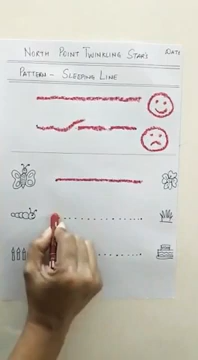 NORTH POINT TWINKLING STARS
DATE
PATTERN - SLEEPING LINE